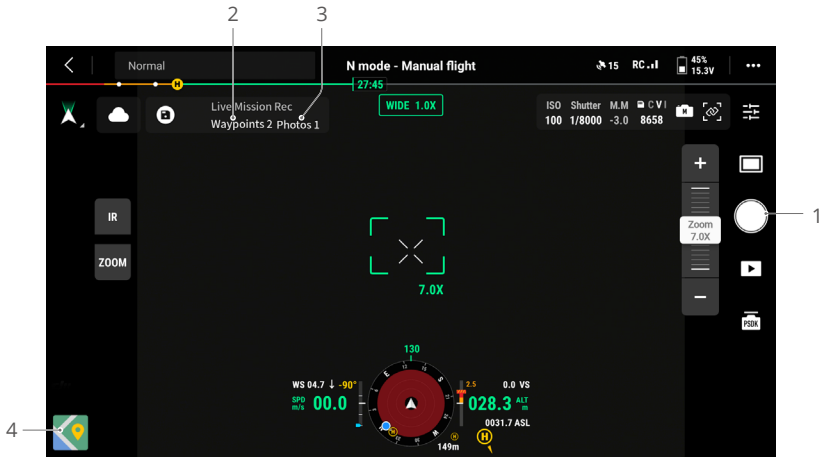 2
3
Normal
N mode - Manual flight
15
RC
45%
15.3V
H
27:45
Live Mission Rec
Waypoints 2 Photos 1
WIDE 1.0X
ISO Shutter M.M C V I
100 1/8000 -3.0 8658
M
1
IR
ZOOM
+
Zoom
7.0X
−
7.0X
PSDK
130
WS 04.7 ↓ -90°
2.5
0.0 VS
SPD
m/s
00.0
028.3
ALT
m
0031.7 ASL
E
S
W
12
15
H
H
H
149m
4